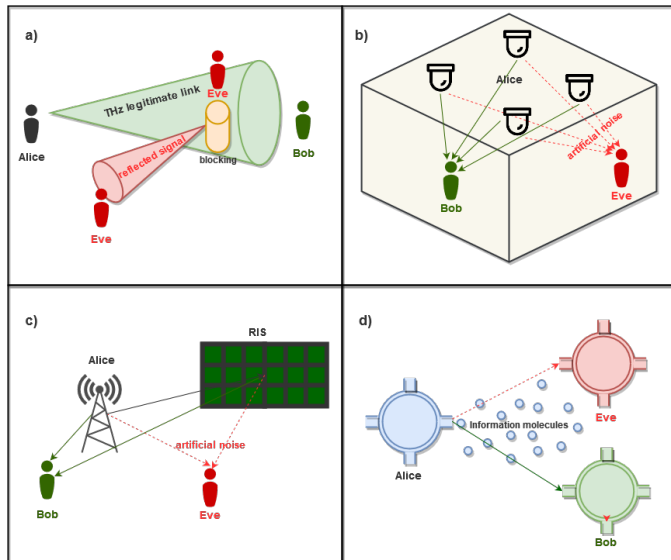 a)
Eve
THz legitimate link
Alice
Bob
blocking
reflected signal
Eve
b)
Alice
artificial noise
Bob
Eve
c)
RIS
Alice
artificial noise
Bob
Eve
d)
Eve
Information molecules
Alice
Bob